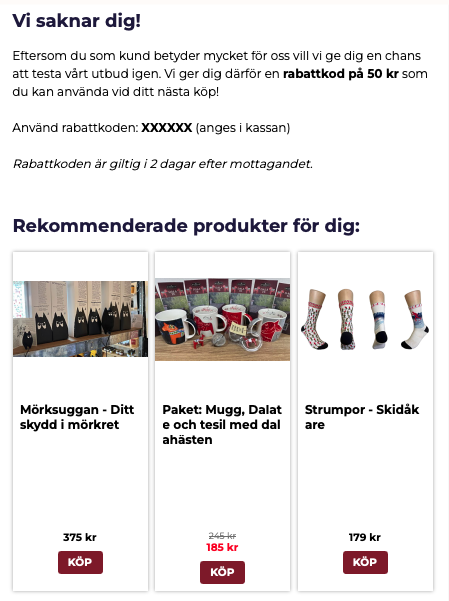 Vi saknar dig!
Eftersom du som kund betyder mycket för oss vill vi ge dig en chans
att testa vårt utbud igen. Vi ger dig därför en rabattkod på 50 kr som
du kan använda vid ditt nästa köp!
Använd rabattkoden: XXXXXX (anges i kassan)
Rabattkoden är giltig i 2 dagar efter mottagandet.
Rekommenderade produkter för dig:
Mörksuggan - Ditt
skydd i mörkret
375 kr
KÖP
Paket: Mugg, Dalat
e och tesil med dal
ahästen
245 kr
185 kr
KÖP
Strumpor - Skidåk
are
179 kr
KÖP